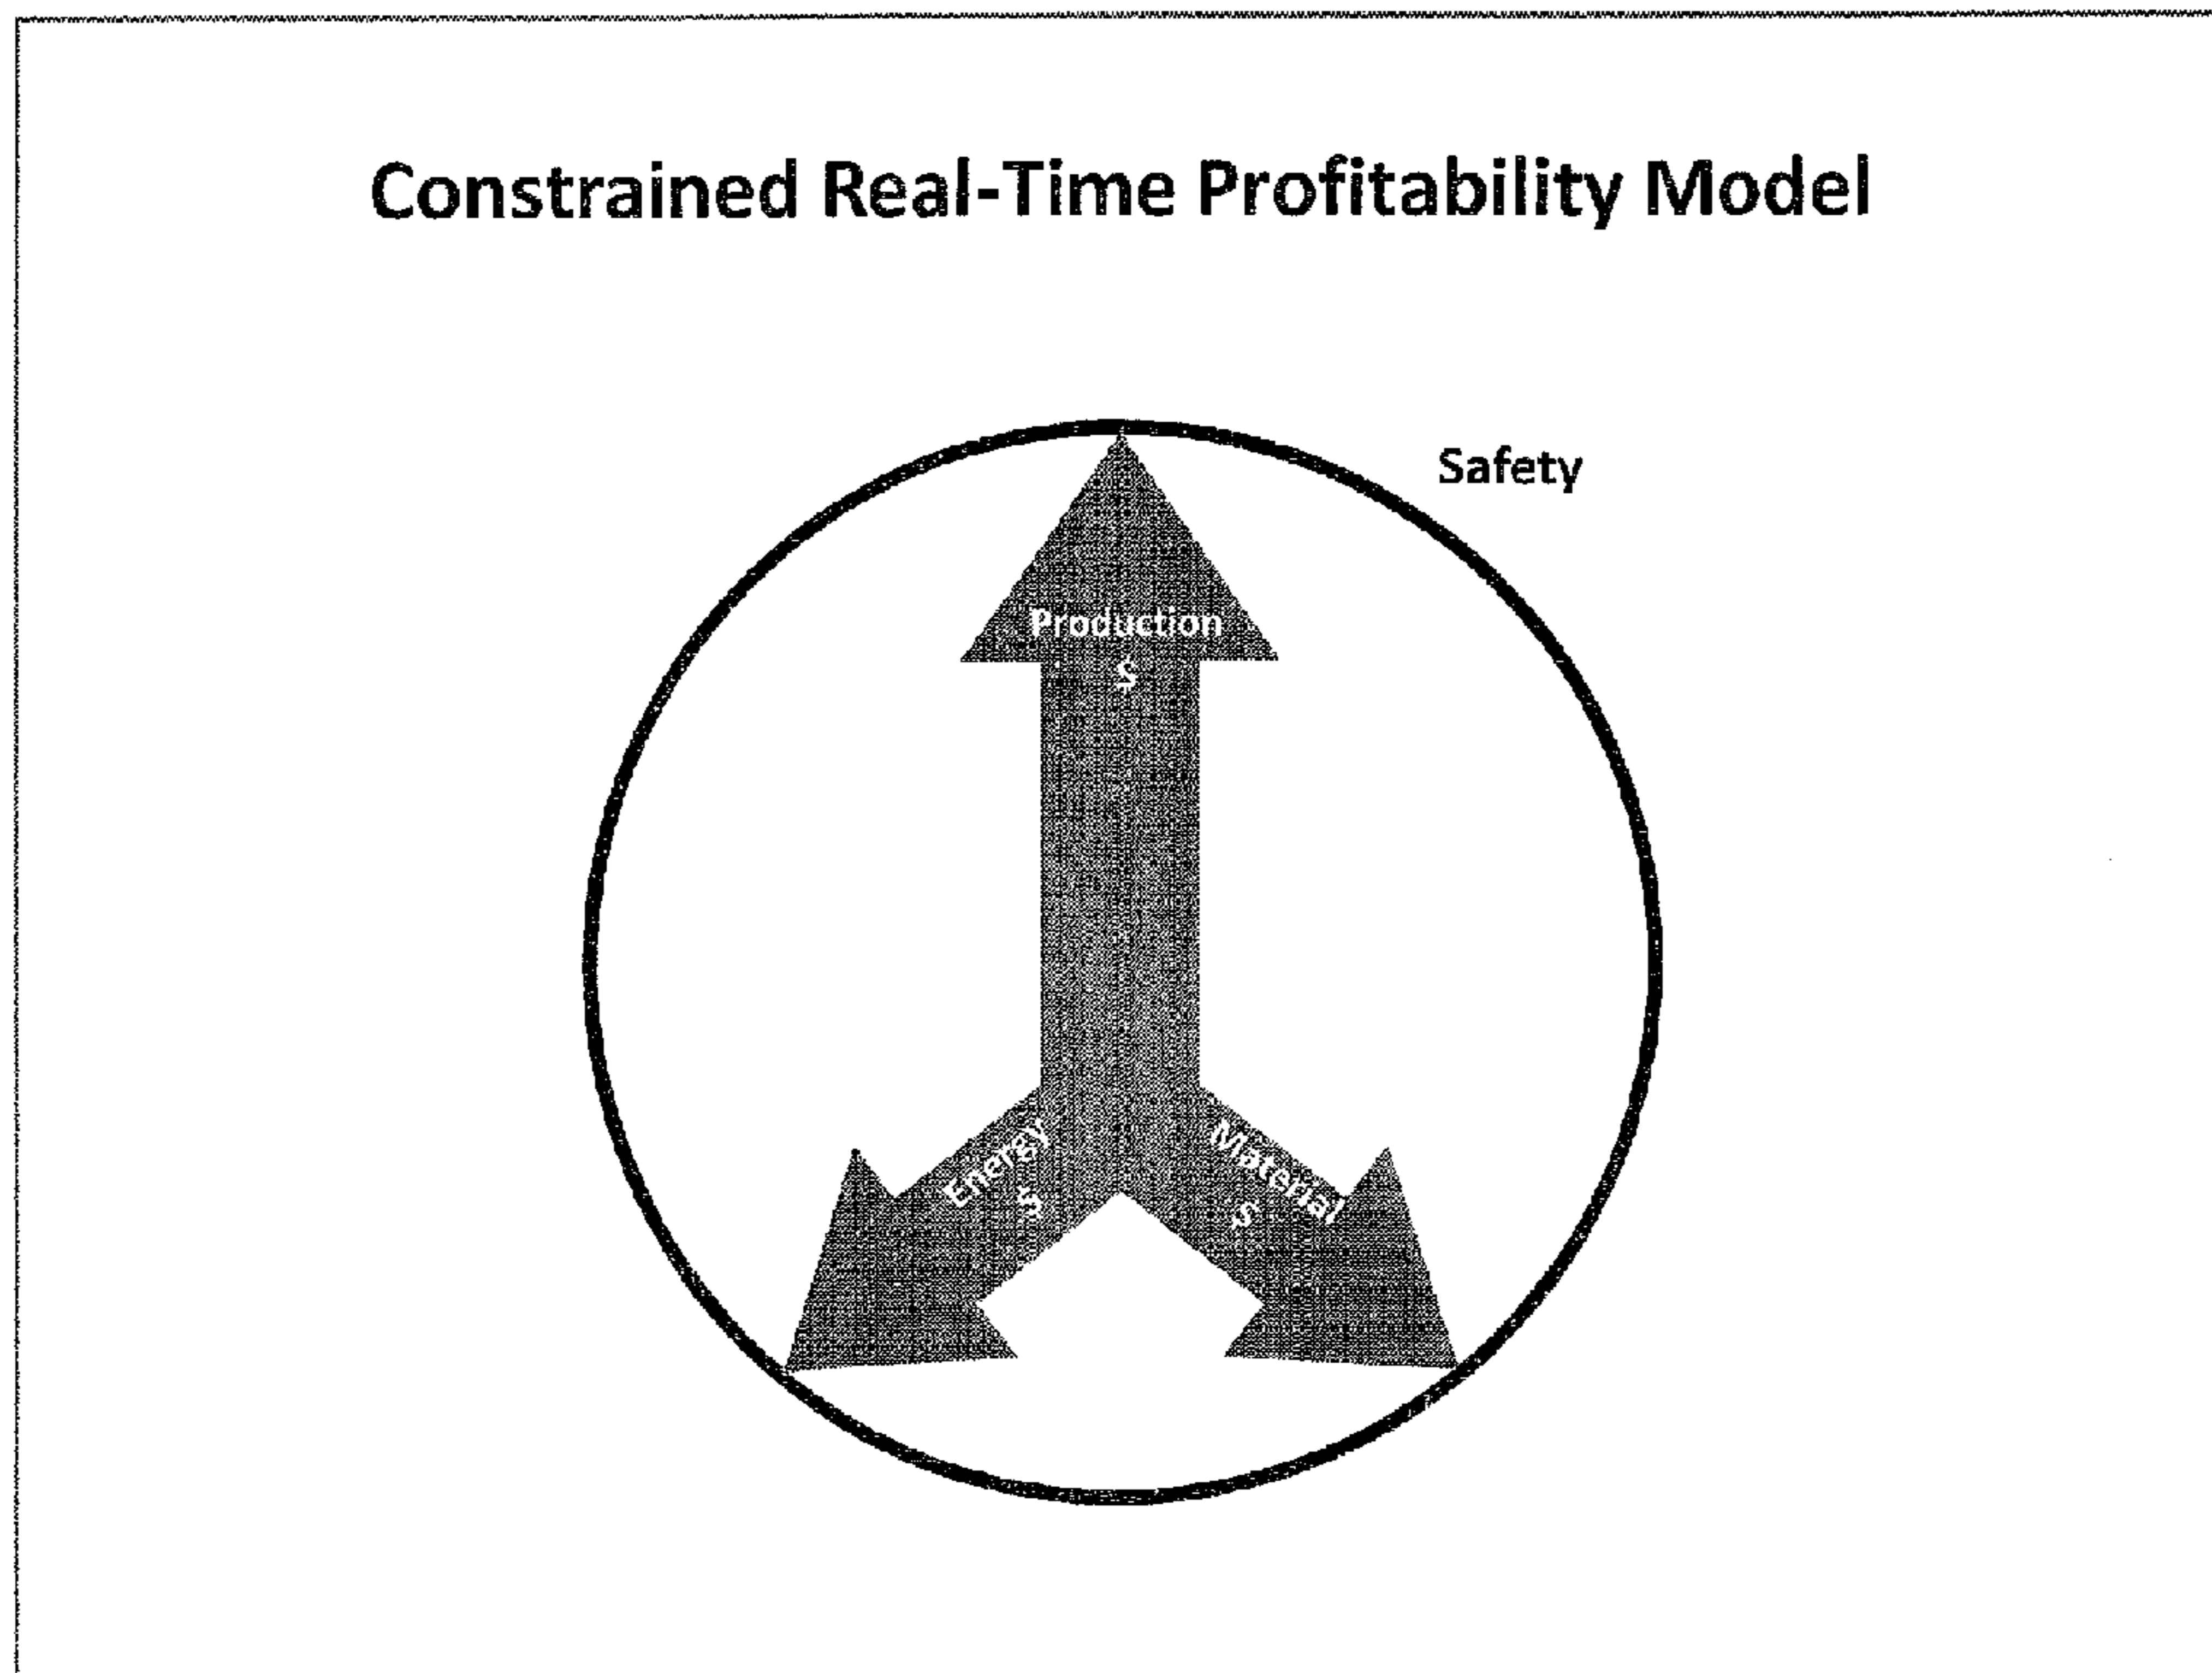 Constrained Real-Time Profitability Model
Safety
Production
$
Energy
$
Material
$